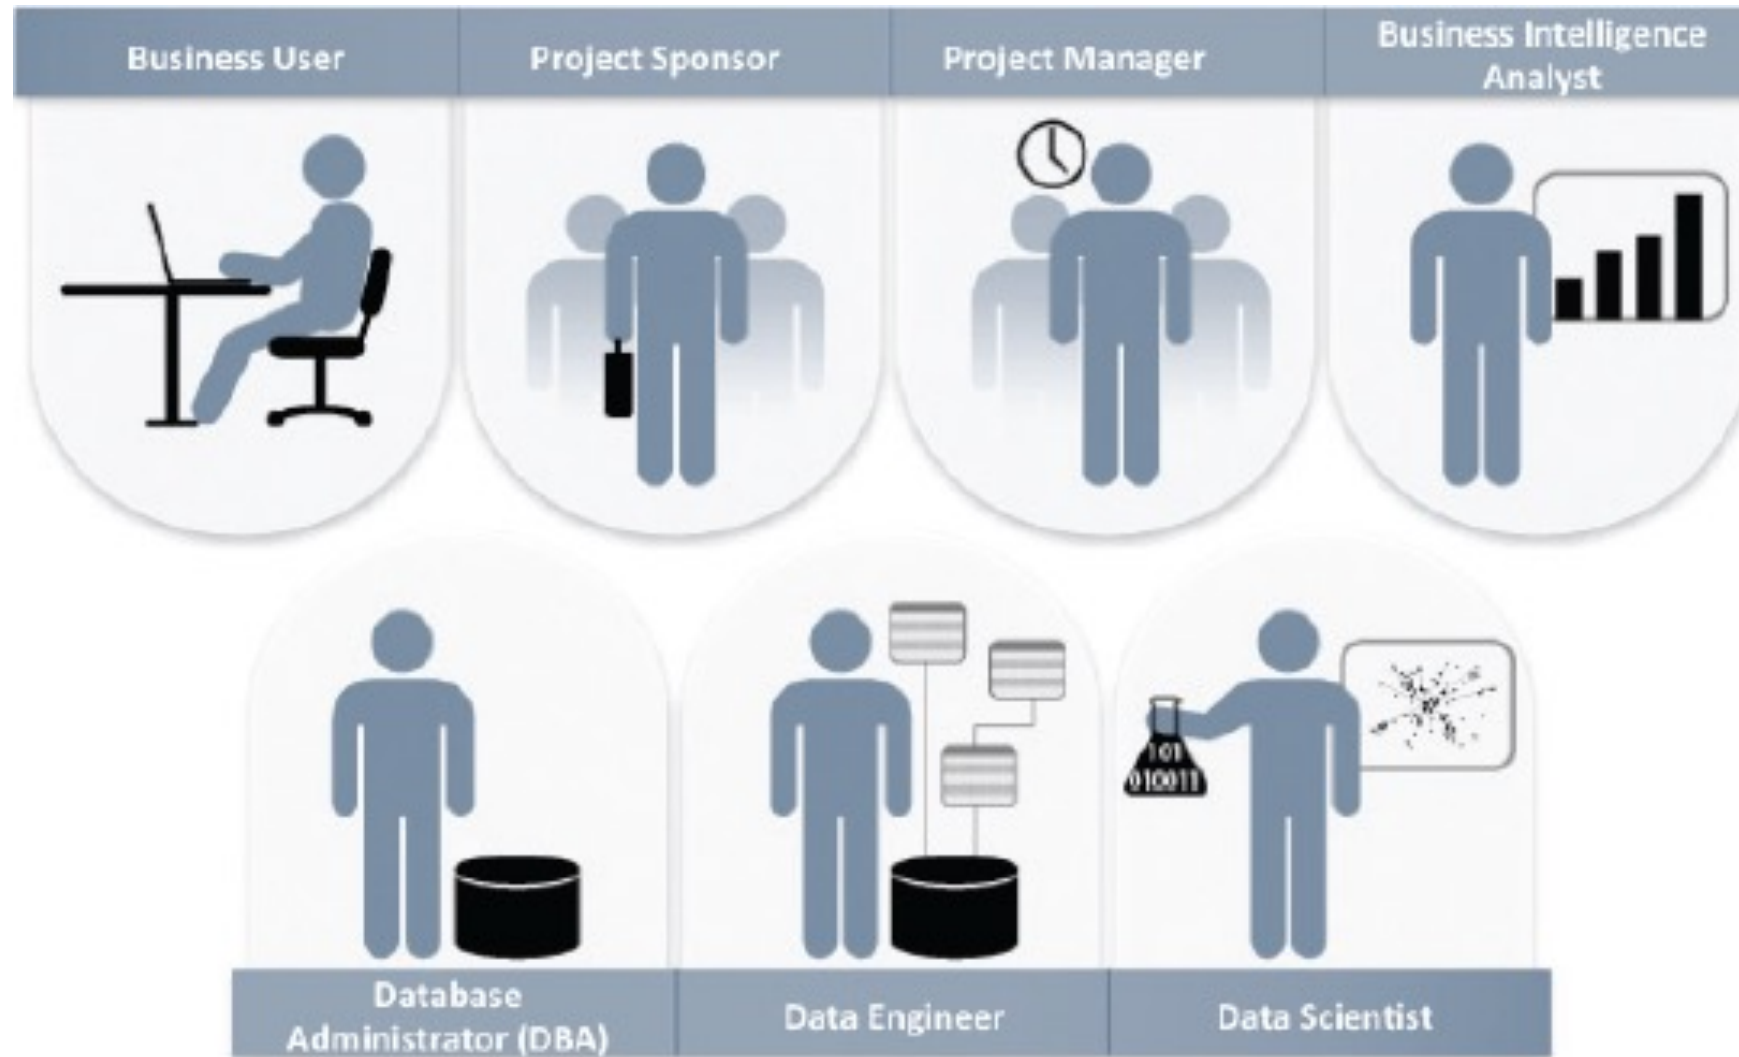 Business User
Project Sponsor
Project Manager
Business Intelligence
Analyst
101
010011
Database
Administrator (DBA)
Data Engineer
Data Scientist